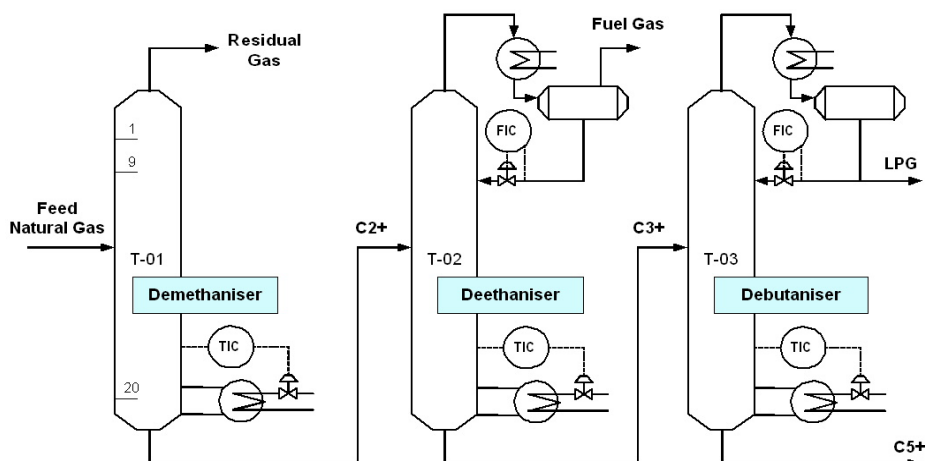 Residual
Gas
Fuel Gas
1
9
FIC
FIC
LPG
Feed
Natural Gas
C2+
C3+
T-01
T-02
T-03
Demethaniser
Deethaniser
Debutaniser
TIC
TIC
TIC
20
C5+